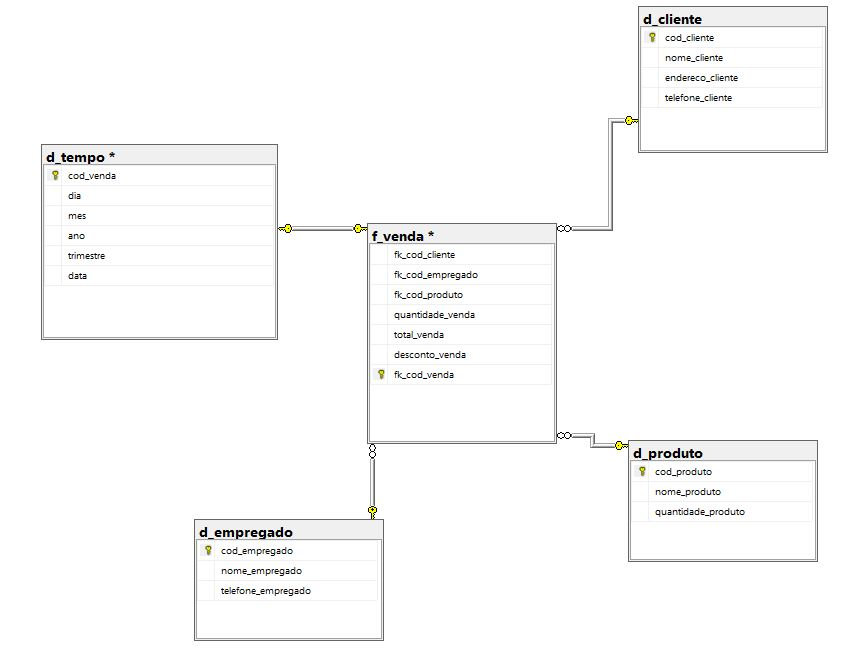 d_cliente
cod_cliente
nome_cliente
endereco_cliente
telefone_cliente
d_tempo *
cod_venda
dia
mes
ano
trimestre
data
f_venda *
fk_cod_cliente
fk_cod_empregado
fk_cod_produto
quantidade_venda
total_venda
desconto_venda
fk_cod_venda
d_produto
cod_produto
nome_produto
quantidade_produto
d_empregado
cod_empregado
nome_empregado
telefone_empregado